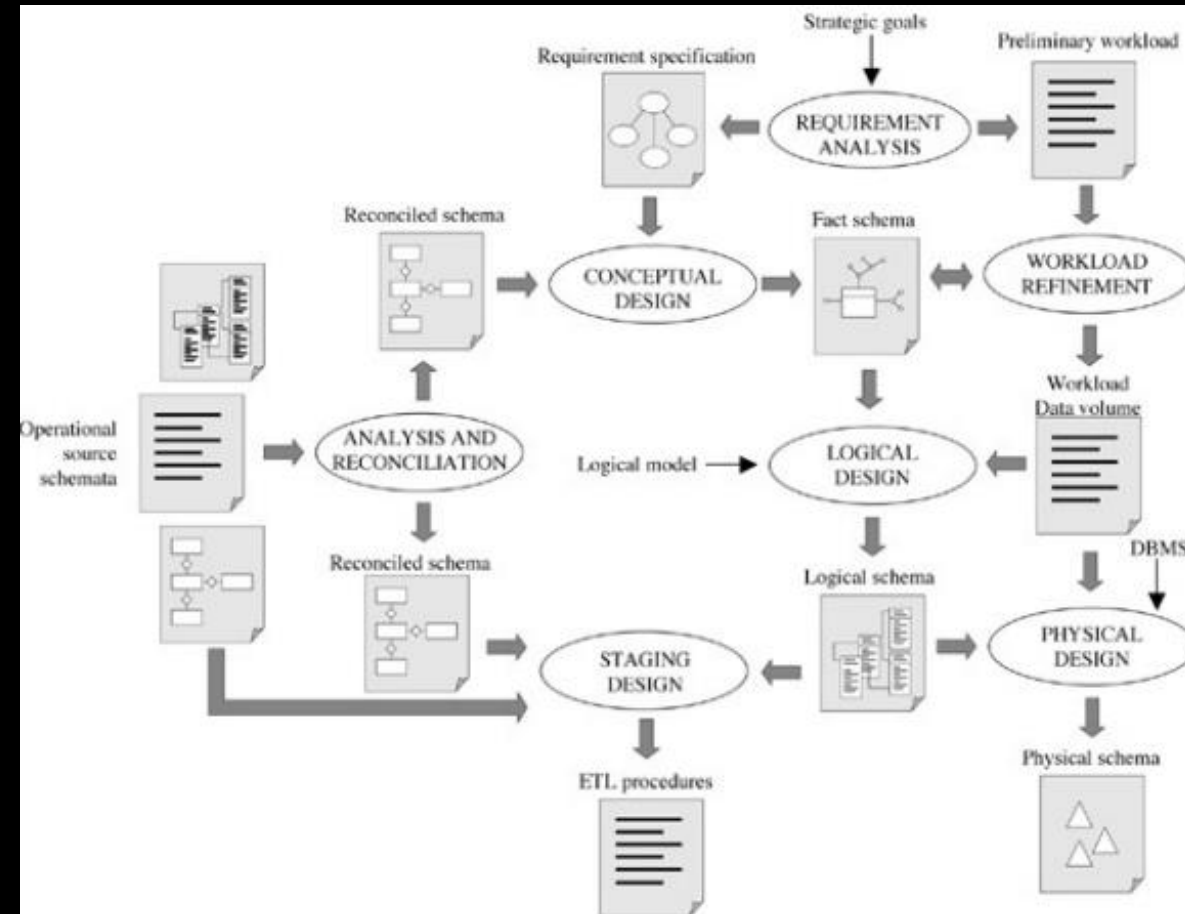 Strategic goals
Requirement specification
Preliminary workload
REQUIREMENT
ANALYSIS
Reconciled schema
Fact schema
CONCEPTUAL
DESIGN
WORKLOAD
REFINEMENT
Operational
source
schemata
ANALYSIS AND
RECONCILIATION
Workload
Data volume
Logical model
LOGICAL
DESIGN
Reconciled schema
Logical schema
DBMS
STAGING
DESIGN
PHYSICAL
DESIGN
ETL procedures
Physical schema